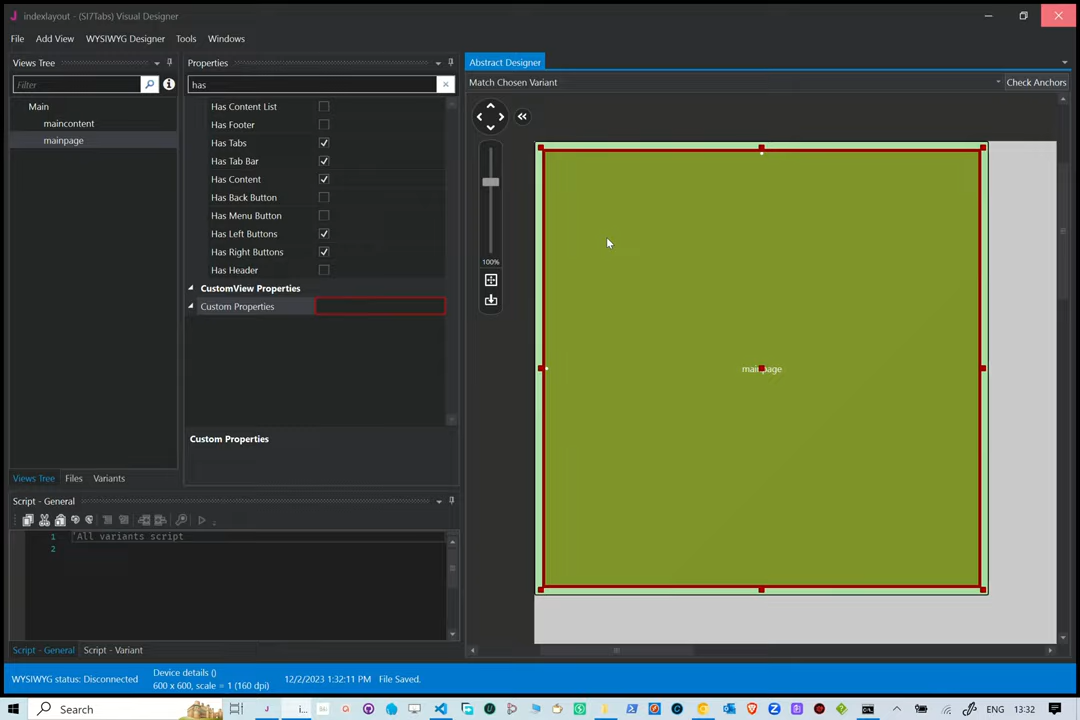 indexlayout - (SI7Tabs) Visual Designer
File Add View WYSIWYG Designer Tools Windows
Views Tree
Filter
Main
maincontent
mainpage
Views Tree Files Variants
Properties
has
Has Content List
Has Footer
Has Tabs
Has Tab Bar
Has Content
Has Back Button
Has Menu Button
Has Left Buttons
Has Right Buttons
Has Header
CustomView Properties
Custom Properties
Custom Properties
Abstract Designer
Match Chosen Variant
Check Anchors
100%
Script - General
1 'All variants script
2
Script - General Script - Variant
WYSIWYG status: Disconnected
Device details ()
600 x 600, scale = 1 (160 dpi)
12/2/2023 1:32:11 PM File Saved.
Search
ENG 13:32